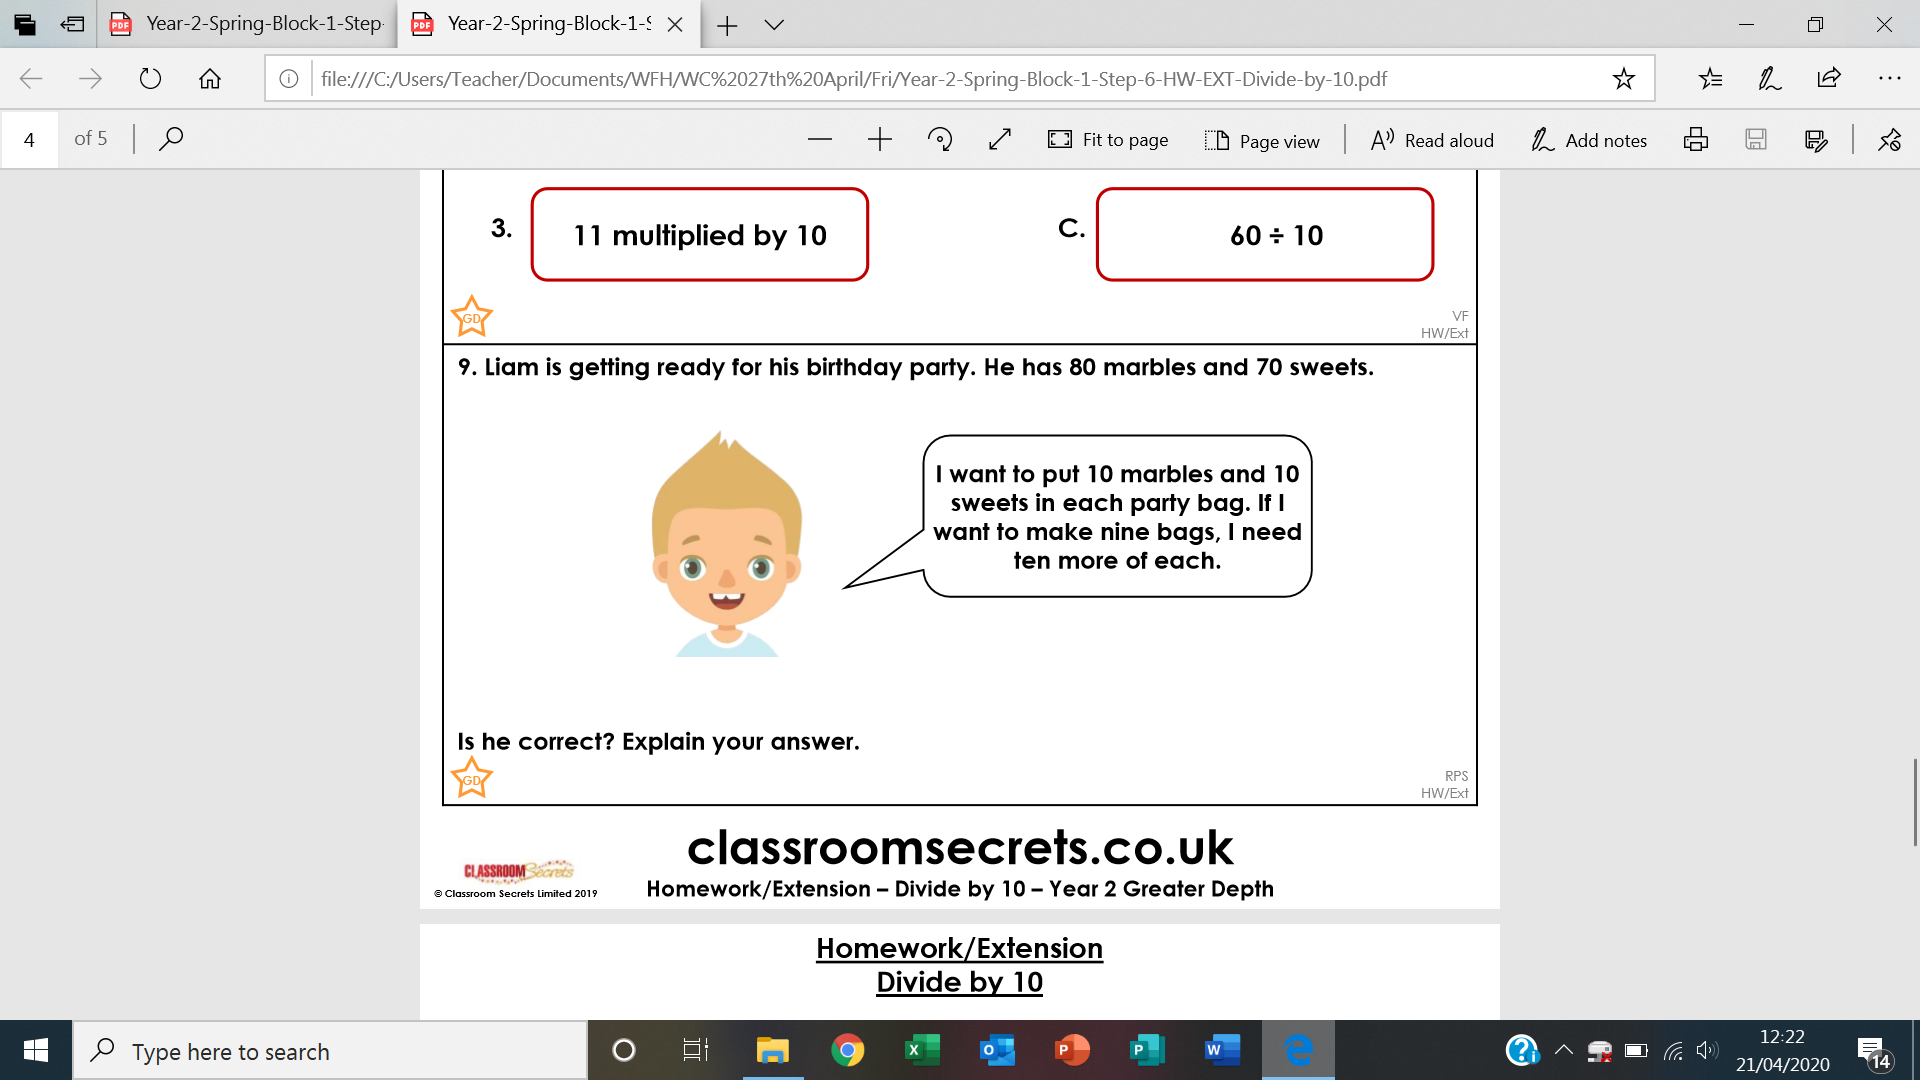 Year-2-Spring-Block-1-Step-
Year-2-Spring-Block-1-S
file:///C:/Users/Teacher/Documents/WFH/WC%2027th%20April/Fri/Year-2-Spring-Block-1-Step-6-HW-EXT-Divide-by-10.pdf
4 of 5
Fit to page
Page view
Read aloud
Add notes
3. 11 multiplied by 10
C. 60 ÷ 10
GD
VF
HW/Ext
9. Liam is getting ready for his birthday party. He has 80 marbles and 70 sweets.
I want to put 10 marbles and 10
sweets in each party bag. If I
want to make nine bags, I need
ten more of each.
Is he correct? Explain your answer.
GD
RPS
HW/Ext
classroomsecrets.co.uk
CLASSROOM Secrets
© Classroom Secrets Limited 2019
Homework/Extension – Divide by 10 – Year 2 Greater Depth
Homework/Extension
Divide by 10
Type here to search
12:22
21/04/2020
14